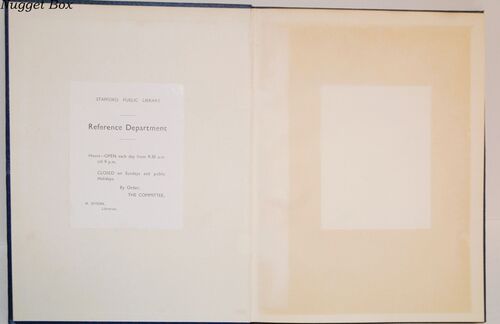 Nugget Box
STAFFORD PUBLIC LIBRARY
Reference Department
Hours—OPEN each day from 9.30 a.m.
till 9 p.m.
CLOSED on Sundays and public
Holidays.
By Order,
THE COMMITTEE.
Librarian.